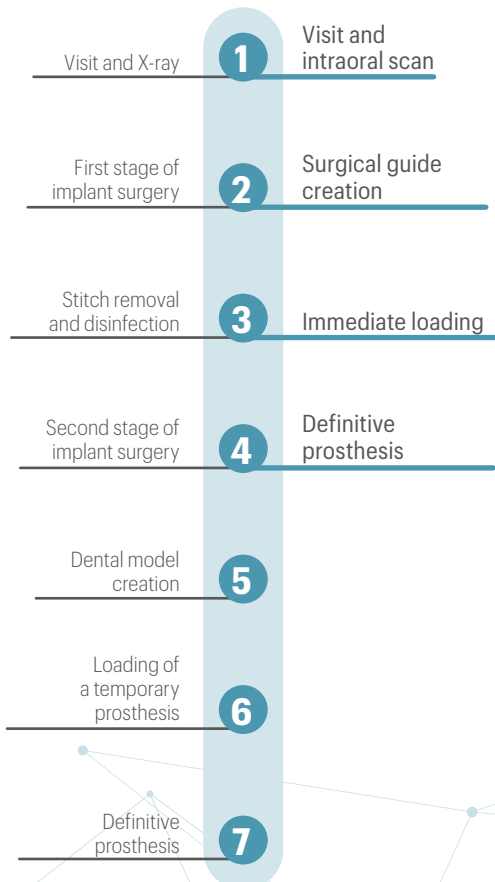 Visit and X-ray
1
Visit and
intraoral scan
First stage of
implant surgery
2
Surgical guide
creation
Stitch removal
and disinfection
3
Immediate loading
Second stage of
implant surgery
4
Definitive
prosthesis
Dental model
creation
5
Loading of
a temporary
prosthesis
6
Definitive
prosthesis
7